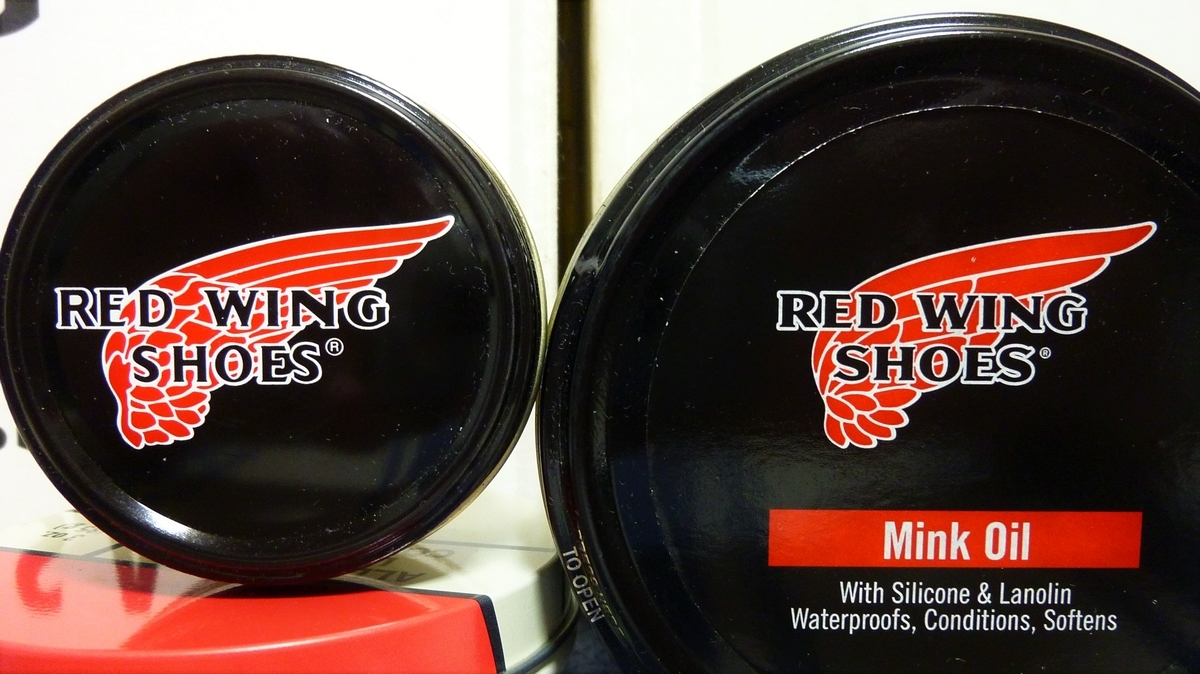 RED WING
SHOES®
RED WING
SHOES®
Mink Oil
With Silicone & Lanolin
Waterproofs, Conditions, Softens
TO OPEN